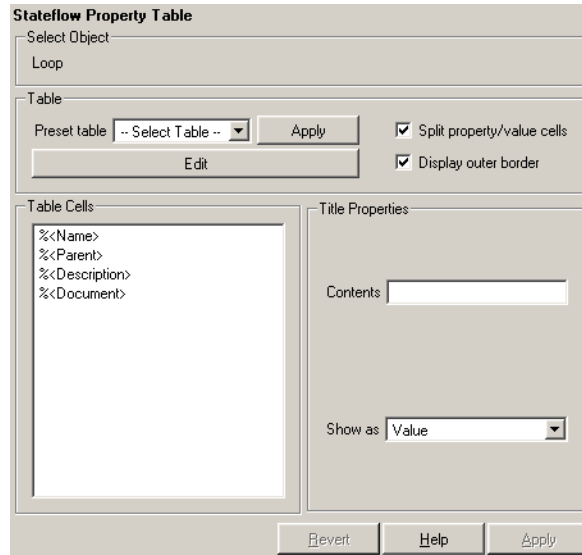 Stateflow Property Table
Select Object
Loop
Table
Preset table -- Select Table -- Apply
Split property/value cells
Edit
Display outer border
Table Cells
%<Name>
%<Parent>
%<Description>
%<Document>
Title Properties
Contents
Show as Value
Revert Help Apply